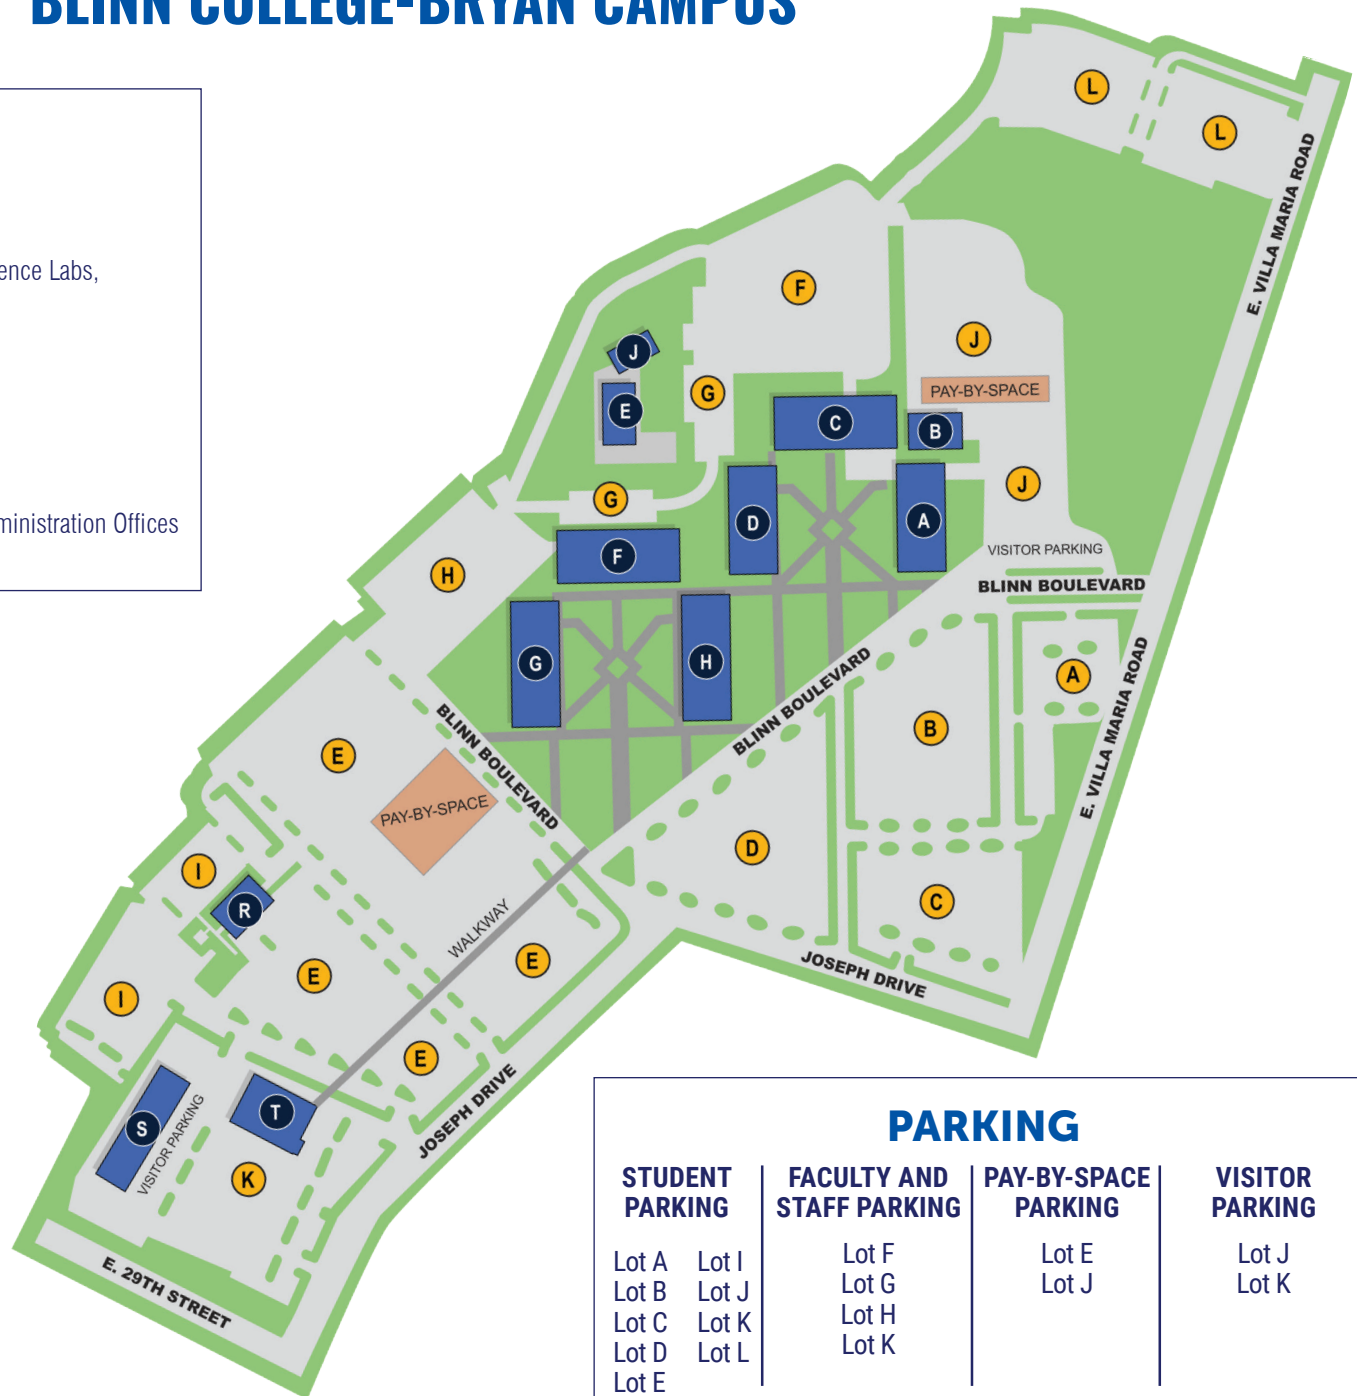 BLINN COLLEGE-BRYAN CAMPUS
ence Labs,
ministration Offices
L
L
E. VILLA MARIA ROAD
F
J
J
PAY-BY-SPACE
E
G
C
B
G
D
A
J
F
VISITOR PARKING
H
BLINN BOULEVARD
G
H
A
BLINN BOULEVARD
B
E. VILLA MARIA ROAD
BLINN BOULEVARD
E
PAY-BY-SPACE
D
I
R
C
WALKWAY
E
E
JOSEPH DRIVE
I
E
JOSEPH DRIVE
T
S
VISITOR PARKING
K
E. 29TH STREET
PARKING
STUDENT
PARKING
Lot A
Lot B
Lot C
Lot D
Lot E
Lot I
Lot J
Lot K
Lot L
FACULTY AND
STAFF PARKING
Lot F
Lot G
Lot H
Lot K
PAY-BY-SPACE
PARKING
Lot E
Lot J
VISITOR
PARKING
Lot J
Lot K